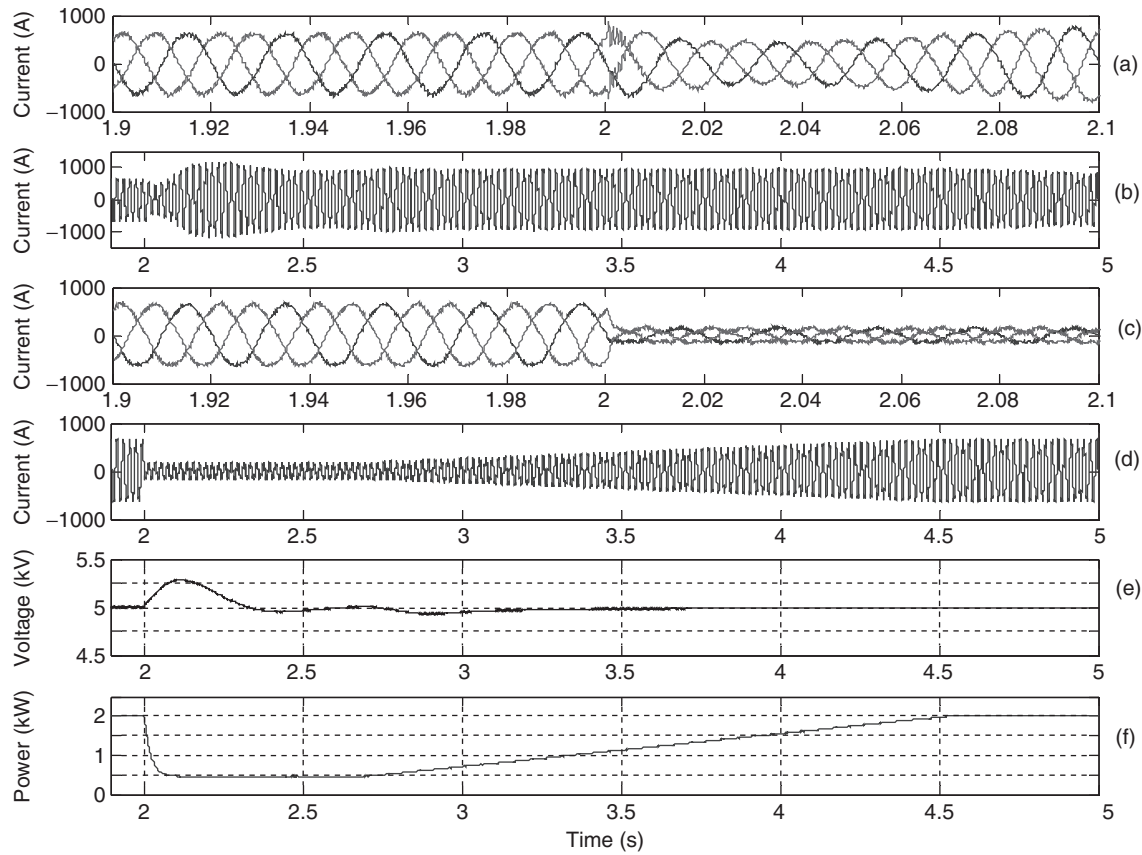 Current (A)
1000
0
−1000
1.9 1.92 1.94 1.96 1.98 2 2.02 2.04 2.06 2.08 2.1
(a)
Current (A)
1000
0
−1000
2 2.5 3 3.5 4 4.5 5
(b)
Current (A)
1000
0
−1000
1.9 1.92 1.94 1.96 1.98 2 2.02 2.04 2.06 2.08 2.1
(c)
Current (A)
1000
0
−1000
2 2.5 3 3.5 4 4.5 5
(d)
Voltage (kV)
5.5
5
4.5
2 2.5 3 3.5 4 4.5 5
(e)
Power (kW)
2
1
0
2 2.5 3 3.5 4 4.5 5
(f)
Time (s)